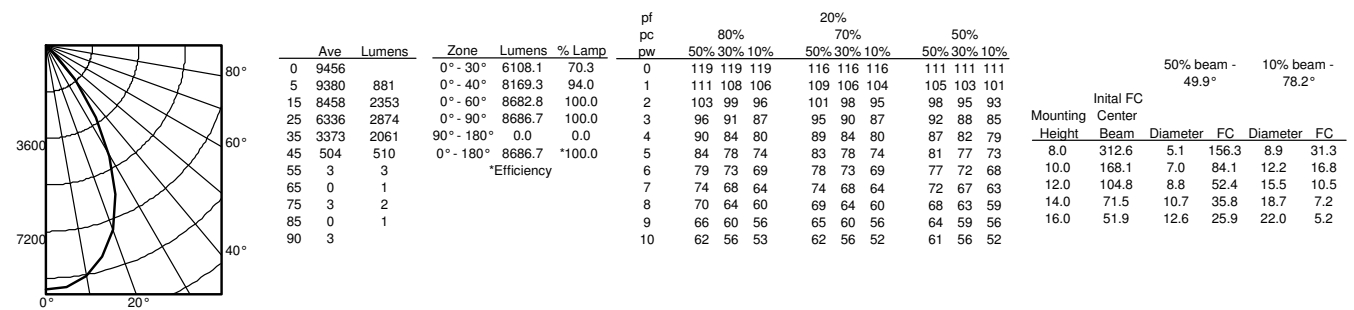 3600
7200
0° 20°
80°
60°
40°
Ave Lumens
0 9456
5 9380 881
15 8458 2353
25 6336 2874
35 3373 2061
45 504 510
55 3 3
65 0 1
75 3 2
85 0 1
90 3
Zone Lumens % Lamp
0° - 30° 6108.1 70.3
0° - 40° 8169.3 94.0
0° - 60° 8682.8 100.0
0° - 90° 8686.7 100.0
90° - 180° 0.0 0.0
0° - 180° 8686.7 *100.0
*Efficiency
pf 20%
pc 80% 70% 50%
pw 50% 30% 10% 50% 30% 10% 50% 30% 10%
0 119 119 119 116 116 116 111 111 111
1 111 108 106 109 106 104 105 103 101
2 103 99 96 101 98 95 98 95 93
3 96 91 87 95 90 87 92 88 85
4 90 84 80 89 84 80 87 82 79
5 84 78 74 83 78 74 81 77 73
6 79 73 69 78 73 69 77 72 68
7 74 68 64 74 68 64 72 67 63
8 70 64 60 69 64 60 68 63 59
9 66 60 56 65 60 56 64 59 56
10 62 56 53 62 56 52 61 56 52
50% beam - 10% beam -
49.9° 78.2°
Inital FC
Mounting Center
Height Beam Diameter FC Diameter FC
8.0 312.6 5.1 156.3 8.9 31.3
10.0 168.1 7.0 84.1 12.2 16.8
12.0 104.8 8.8 52.4 15.5 10.5
14.0 71.5 10.7 35.8 18.7 7.2
16.0 51.9 12.6 25.9 22.0 5.2